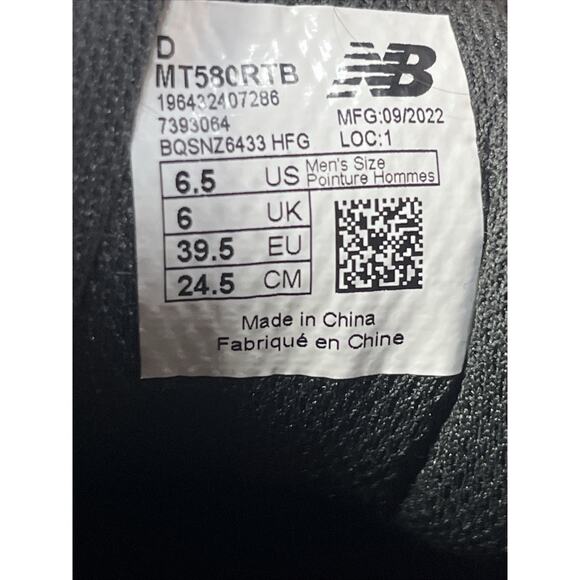 D
MT580RTB
196432407286
7393064
BQSNZ6433 HFG
NB
MFG:09/2022
LOC:1
6.5 US Men's Size
Pointure Hommes
6 UK
39.5 EU
24.5 CM
Made in China
Fabriqué en Chine